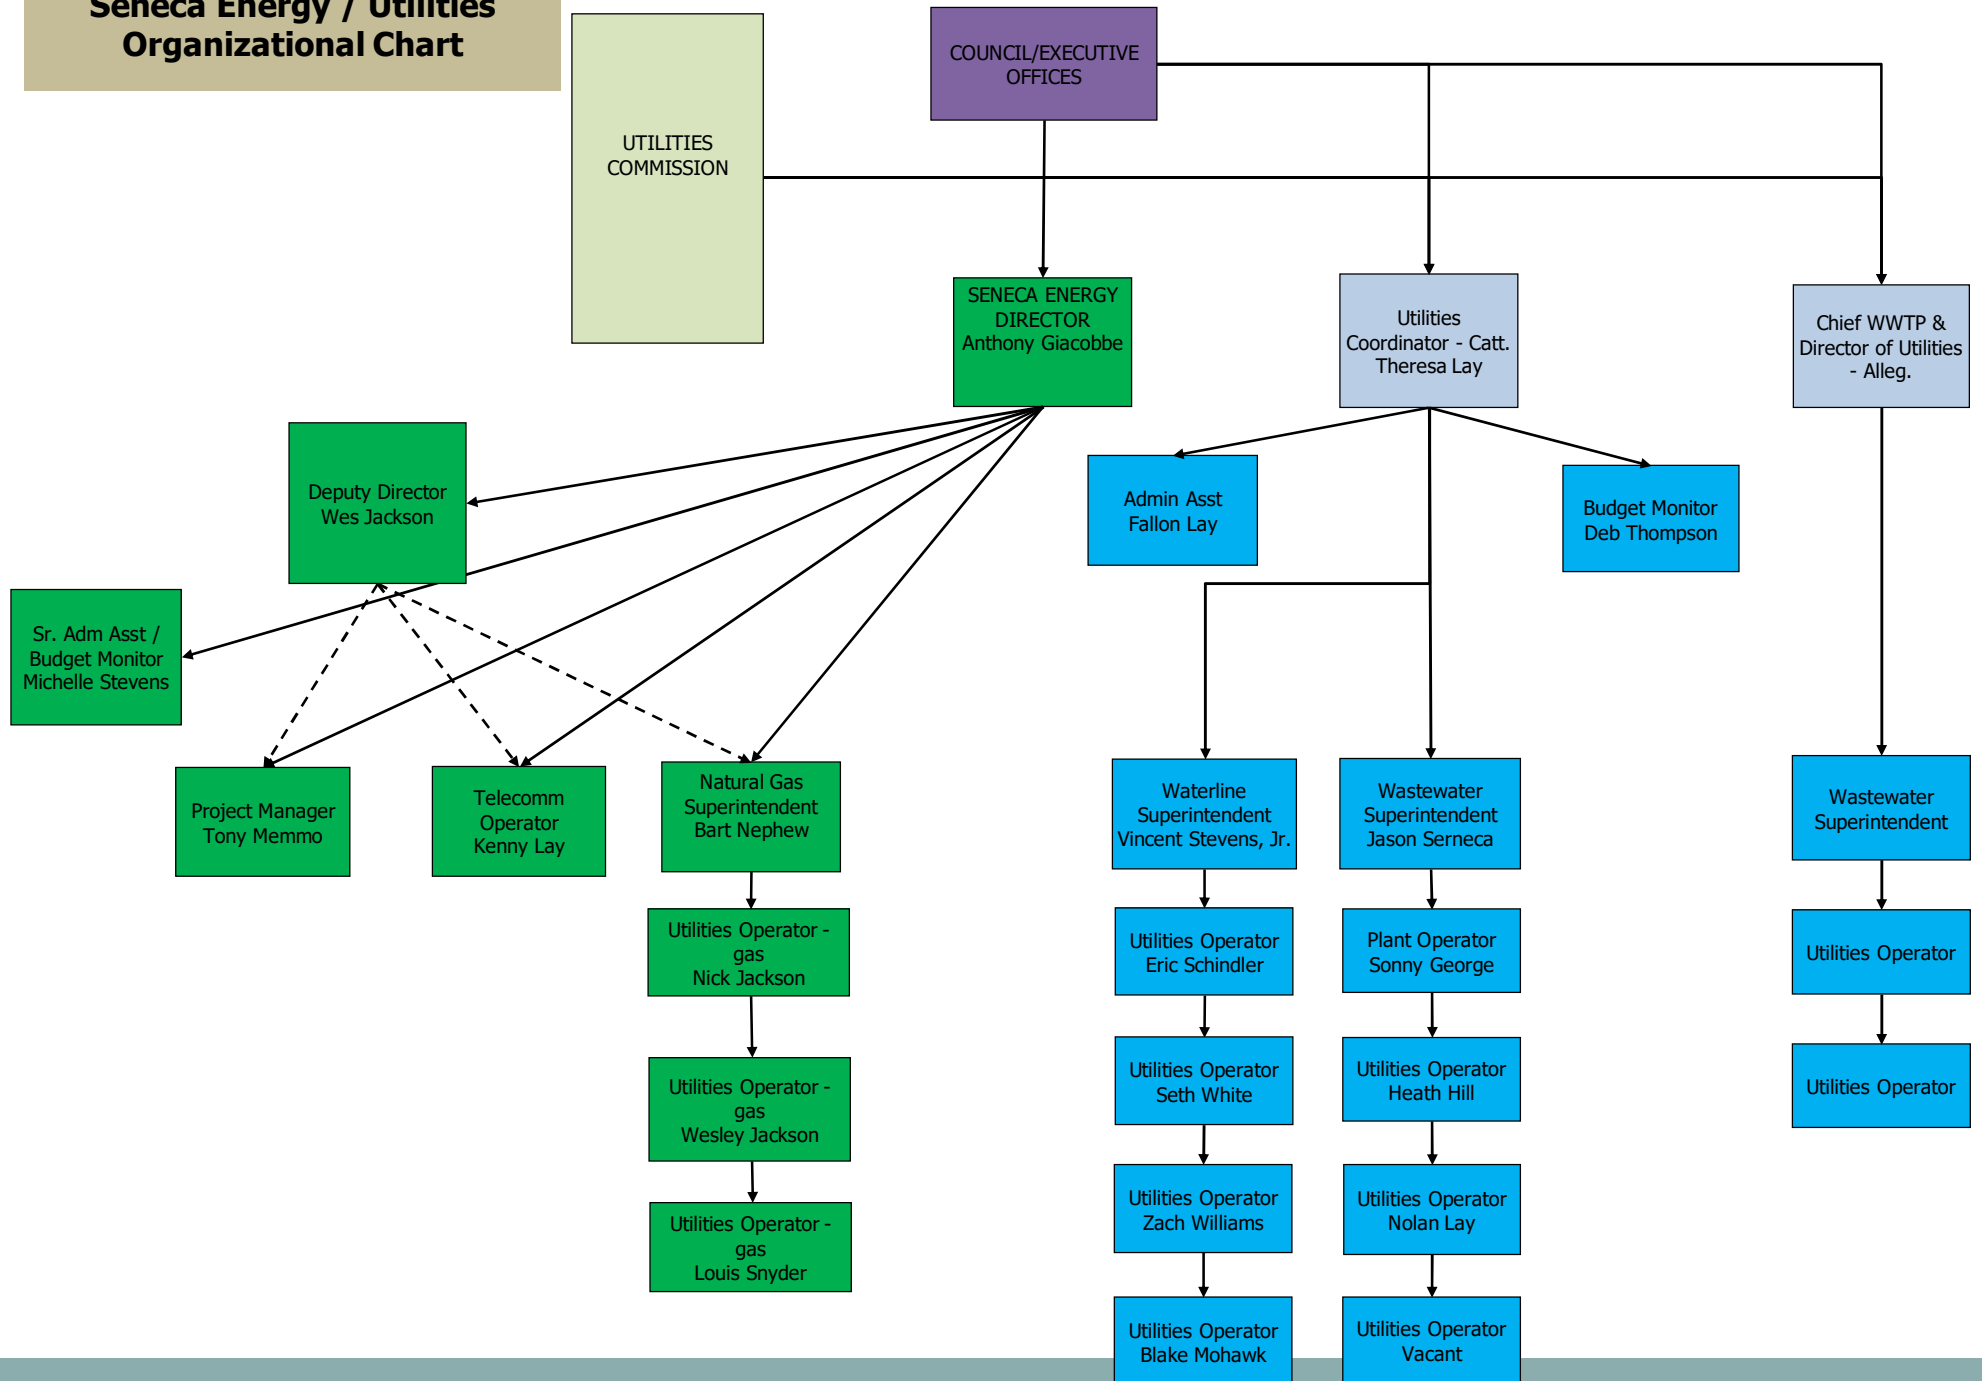 Seneca Energy / Utilities
Organizational Chart
COUNCIL/EXECUTIVE
OFFICES
UTILITIES
COMMISSION
SENECA ENERGY
DIRECTOR
Anthony Giacobbe
Utilities
Coordinator - Catt.
Theresa Lay
Chief WWTP &
Director of Utilities
- Alleg.
Deputy Director
Wes Jackson
Admin Asst
Fallon Lay
Budget Monitor
Deb Thompson
Sr. Adm Asst /
Budget Monitor
Michelle Stevens
Project Manager
Tony Memmo
Telecomm
Operator
Kenny Lay
Natural Gas
Superintendent
Bart Nephew
Waterline
Superintendent
Vincent Stevens, Jr.
Wastewater
Superintendent
Jason Serneca
Wastewater
Superintendent
Utilities Operator -
gas
Nick Jackson
Utilities Operator
Eric Schindler
Plant Operator
Sonny George
Utilities Operator
Utilities Operator -
gas
Wesley Jackson
Utilities Operator
Seth White
Utilities Operator
Heath Hill
Utilities Operator
Utilities Operator -
gas
Louis Snyder
Utilities Operator
Zach Williams
Utilities Operator
Nolan Lay
Utilities Operator
Blake Mohawk
Utilities Operator
Vacant